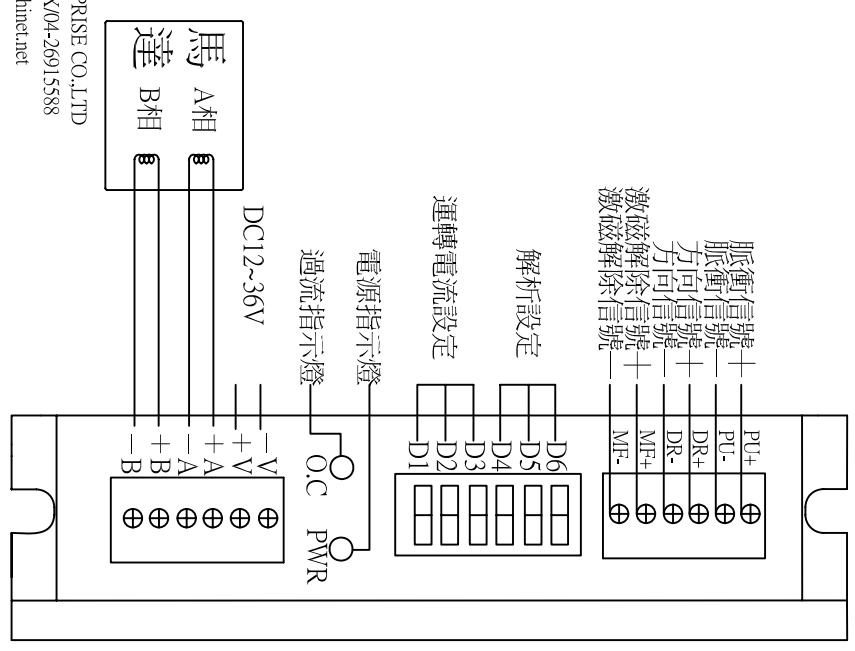 脈衝信號＋ PU+
脈衝信號－ PU-
方向信號＋ DR+
方向信號－ DR-
激磁解除信號＋ MF+
激磁解除信號－ MF-
D6
解析設定 D5
D4
D3
運轉電流設定 D2
D1
電源指示燈 PWR
過流指示燈 O.C
DC12~36V
－V
＋V
馬 A相
達 B相
＋A
－A
＋B
－B
PRISE CO.,LTD
X/04-26915588
hinet.net